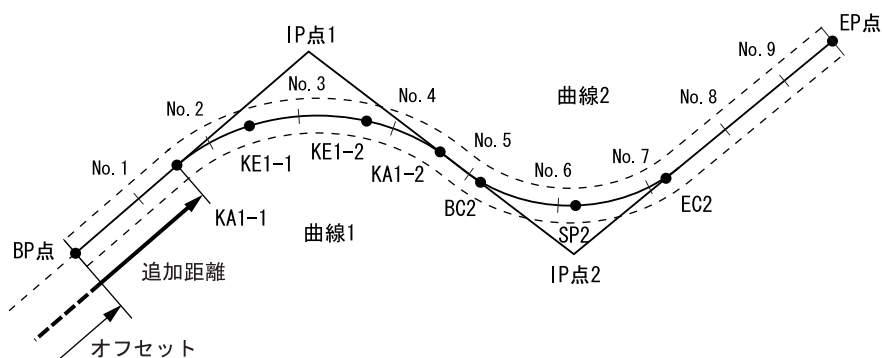 EP点
IP点1
No. 9
No. 3
No. 2
No. 4
曲線2
No. 8
No. 5
No. 1
KE1-1
KE1-2
No. 6
No. 7
KA1-2
BC2
EC2
KA1-1
曲線1
SP2
BP点
IP点2
追加距離
オフセット